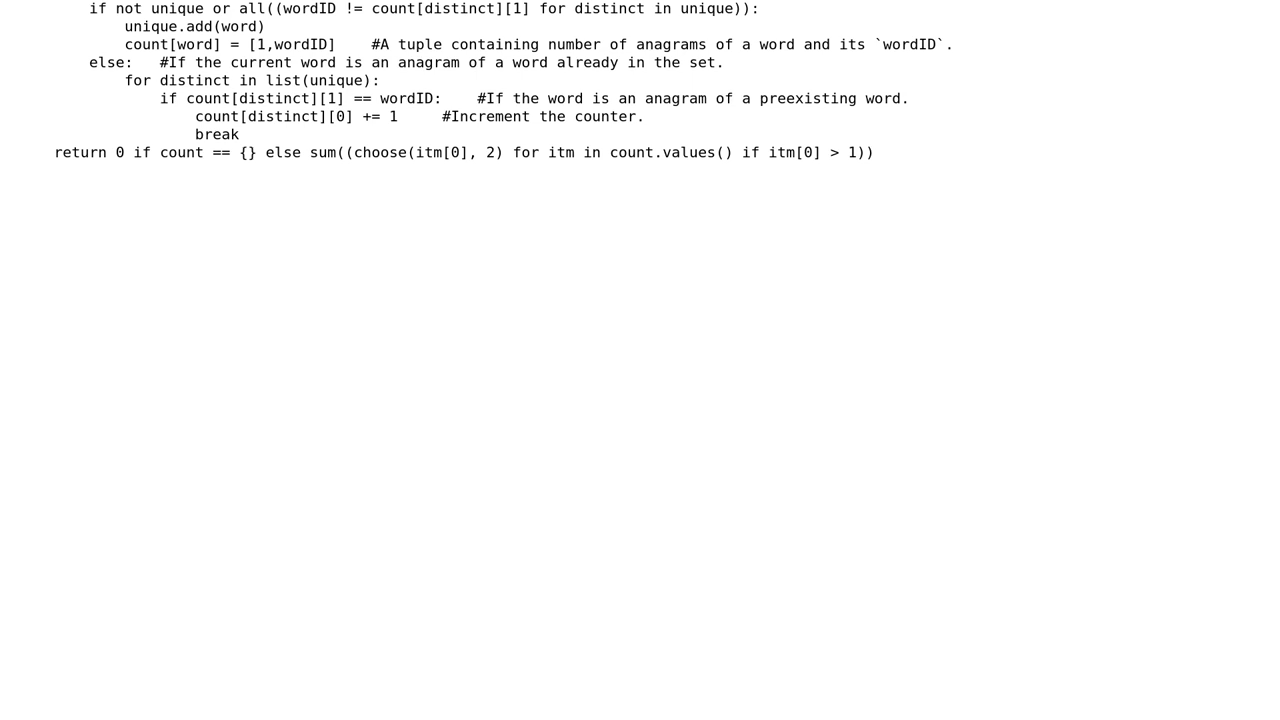 if not unique or all((wordID != count[distinct][1] for distinct in unique)):
        unique.add(word)
        count[word] = [1,wordID]    #A tuple containing number of anagrams of a word and its `wordID`.
    else:   #If the current word is an anagram of a word already in the set.
        for distinct in list(unique):
            if count[distinct][1] == wordID:    #If the word is an anagram of a preexisting word.
                count[distinct][0] += 1     #Increment the counter.
                break
return 0 if count == {} else sum((choose(itm[0], 2) for itm in count.values() if itm[0] > 1))